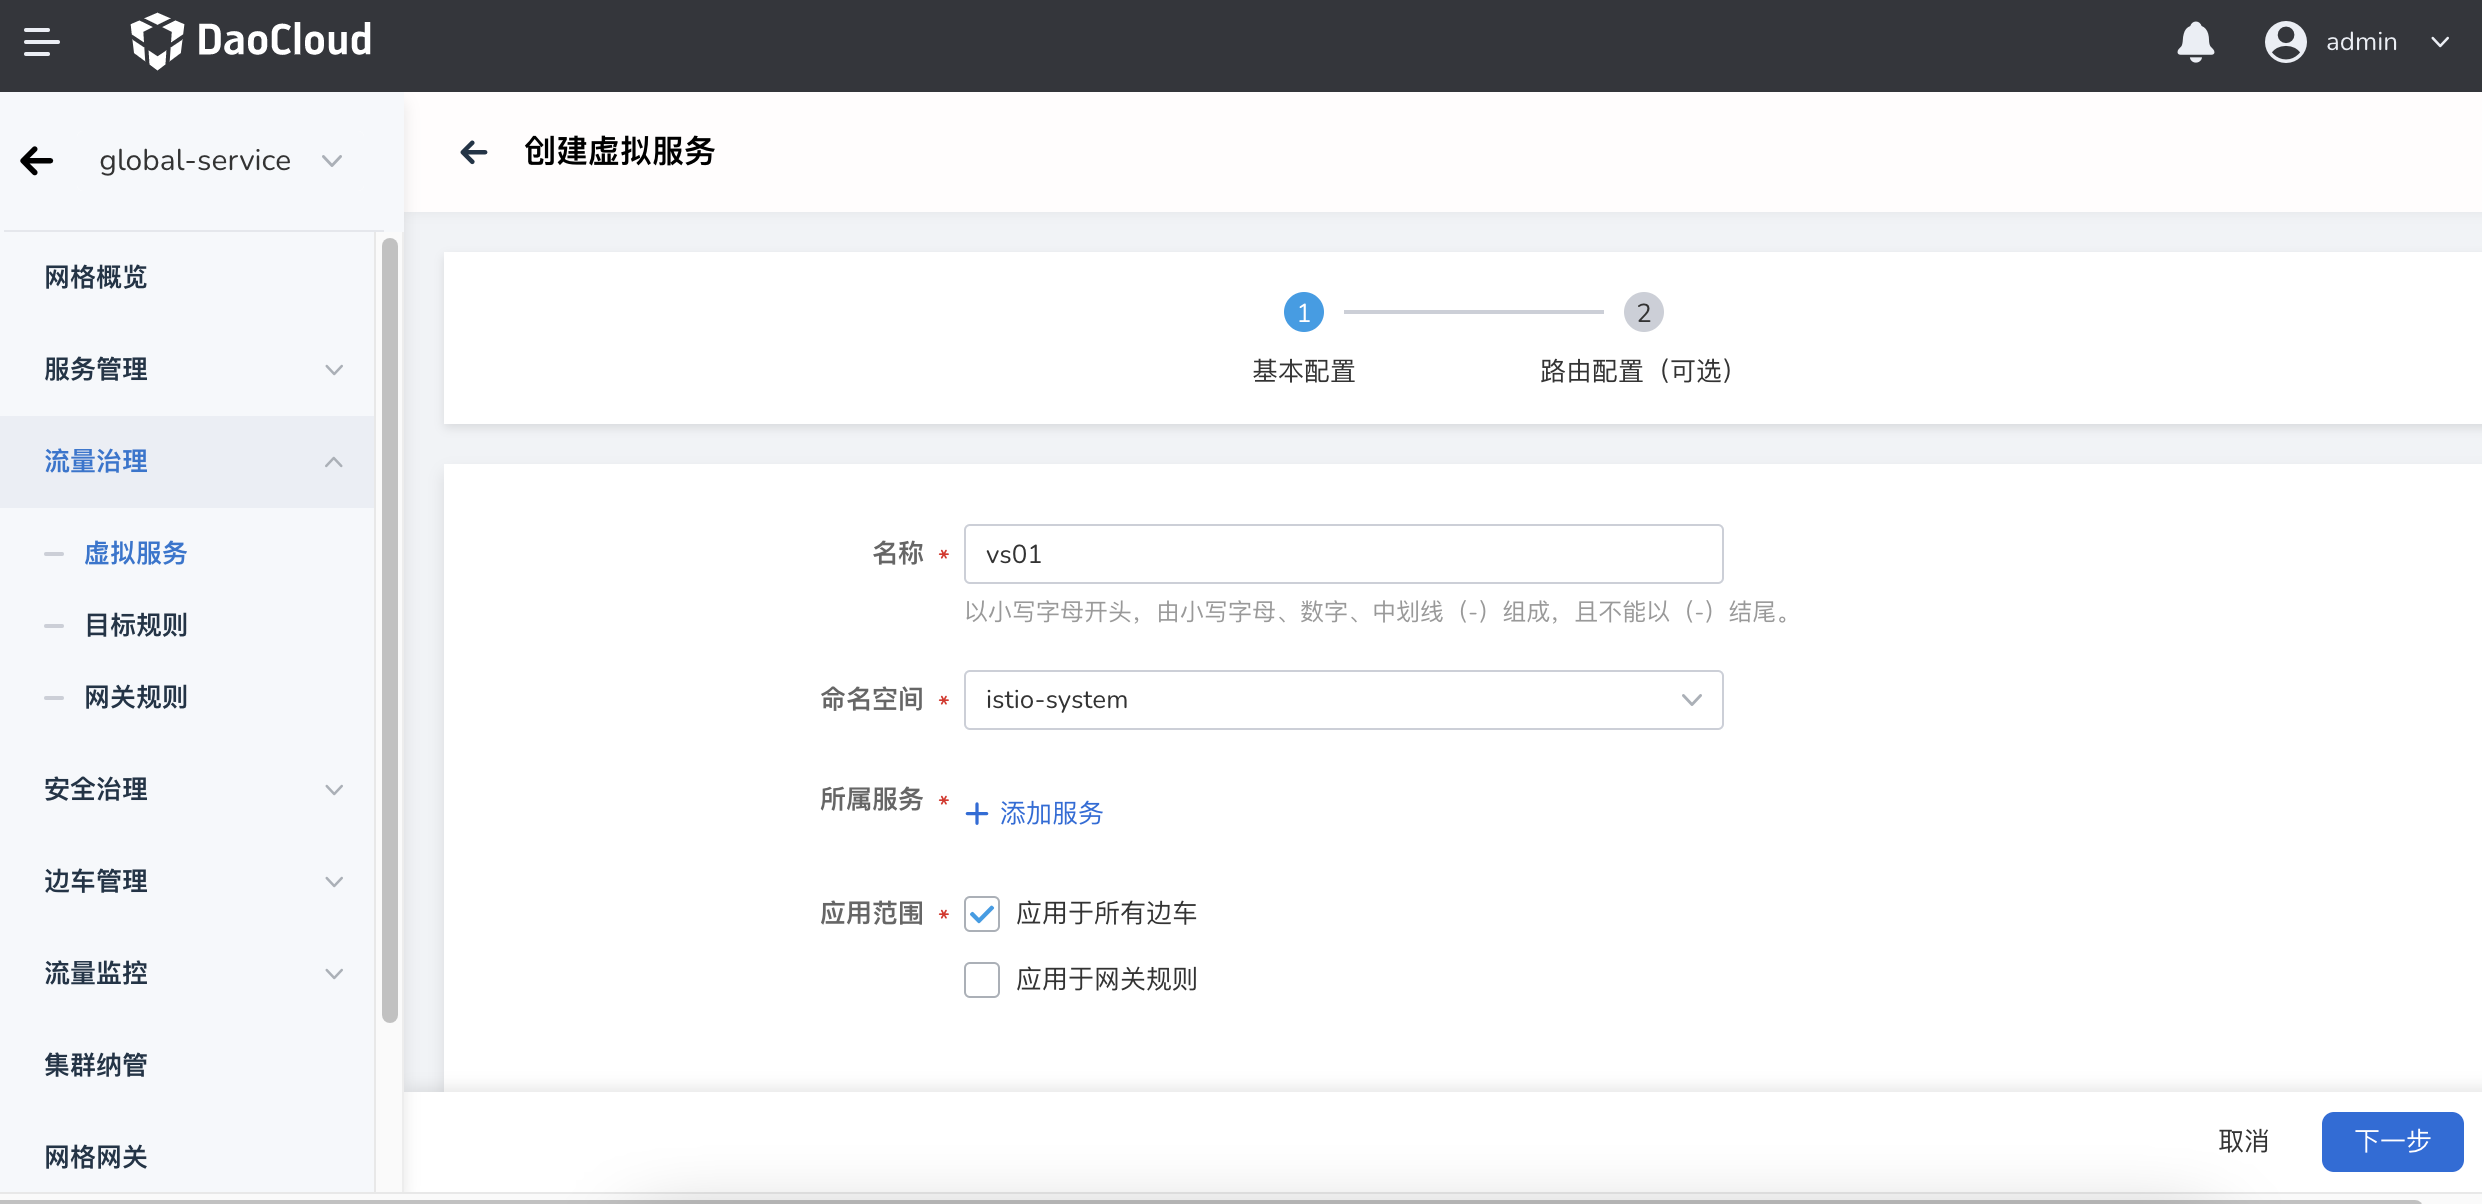 DaoCloud
admin
global-service
网格概览
服务管理
流量治理
虚拟服务
目标规则
网关规则
安全治理
边车管理
流量监控
集群纳管
网格网关
创建虚拟服务
1
2
基本配置
路由配置（可选）
名称 *
vs01
以小写字母开头，由小写字母、数字、中划线（-）组成，且不能以（-）结尾。
命名空间 *
istio-system
所属服务 *
+ 添加服务
应用范围 *
应用于所有边车
应用于网关规则
取消
下一步